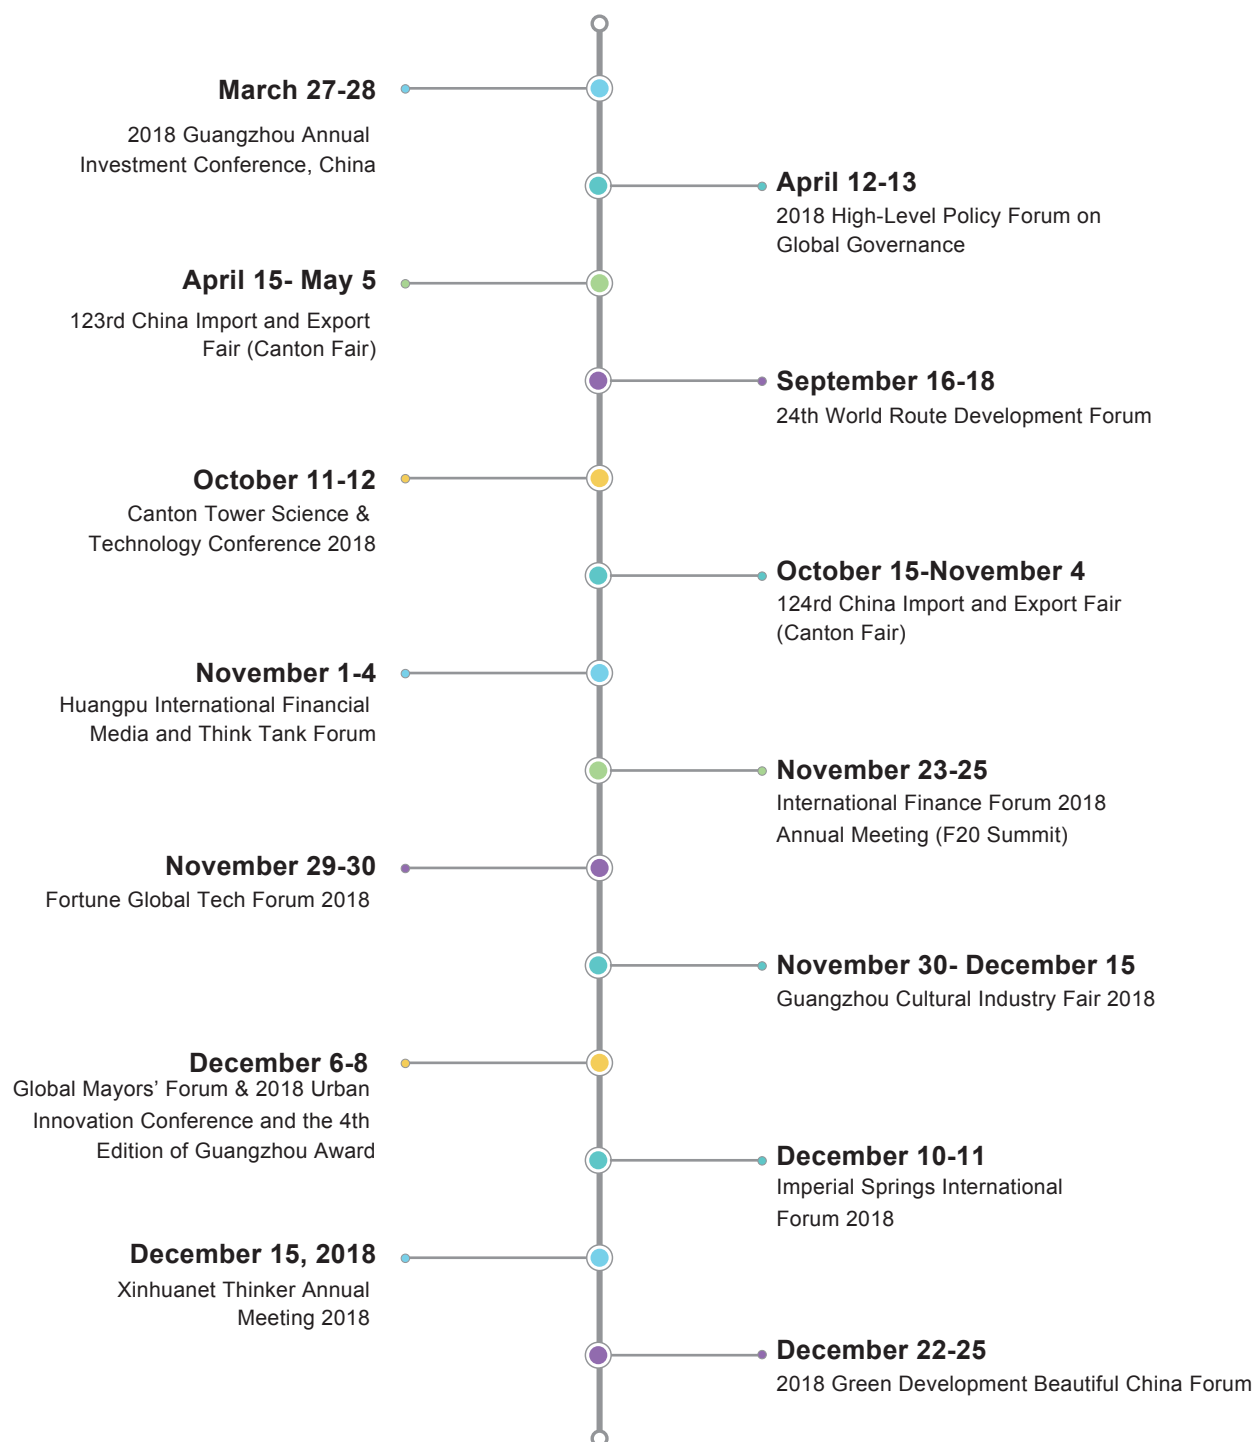 March 27-28
2018 Guangzhou Annual
Investment Conference, China
April 12-13
2018 High-Level Policy Forum on
Global Governance
April 15- May 5
123rd China Import and Export
Fair (Canton Fair)
September 16-18
24th World Route Development Forum
October 11-12
Canton Tower Science &
Technology Conference 2018
October 15-November 4
124rd China Import and Export Fair
(Canton Fair)
November 1-4
Huangpu International Financial
Media and Think Tank Forum
November 23-25
International Finance Forum 2018
Annual Meeting (F20 Summit)
November 29-30
Fortune Global Tech Forum 2018
November 30- December 15
Guangzhou Cultural Industry Fair 2018
December 6-8
Global Mayors’ Forum & 2018 Urban
Innovation Conference and the 4th
Edition of Guangzhou Award
December 10-11
Imperial Springs International
Forum 2018
December 15, 2018
Xinhuanet Thinker Annual
Meeting 2018
December 22-25
2018 Green Development Beautiful China Forum